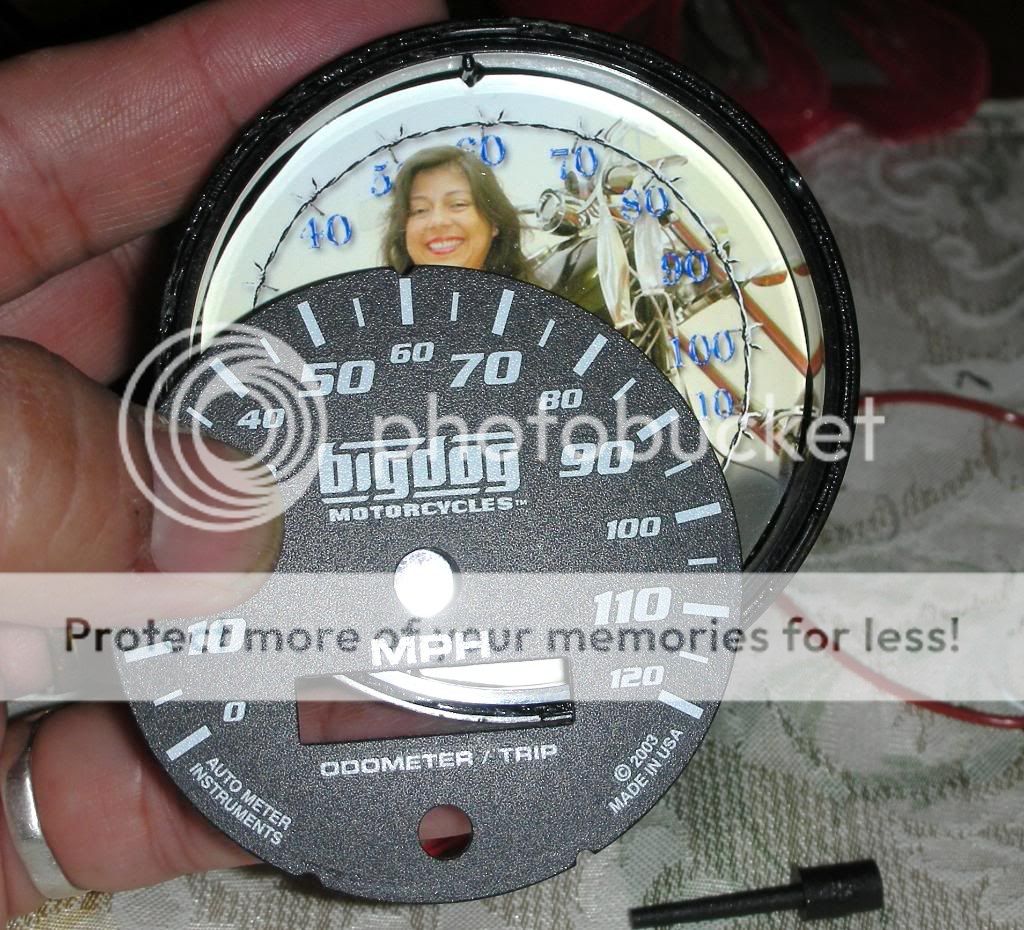 60
70
40
80
90
100
10
60
50
70
80
40
bigdog
MOTORCYCLES™
90
100
photobucket
110
10
Protect more of your memories for less!
MPH
120
0
ODOMETER / TRIP
AUTO METER
INSTRUMENTS
© 2003
MADE IN USA